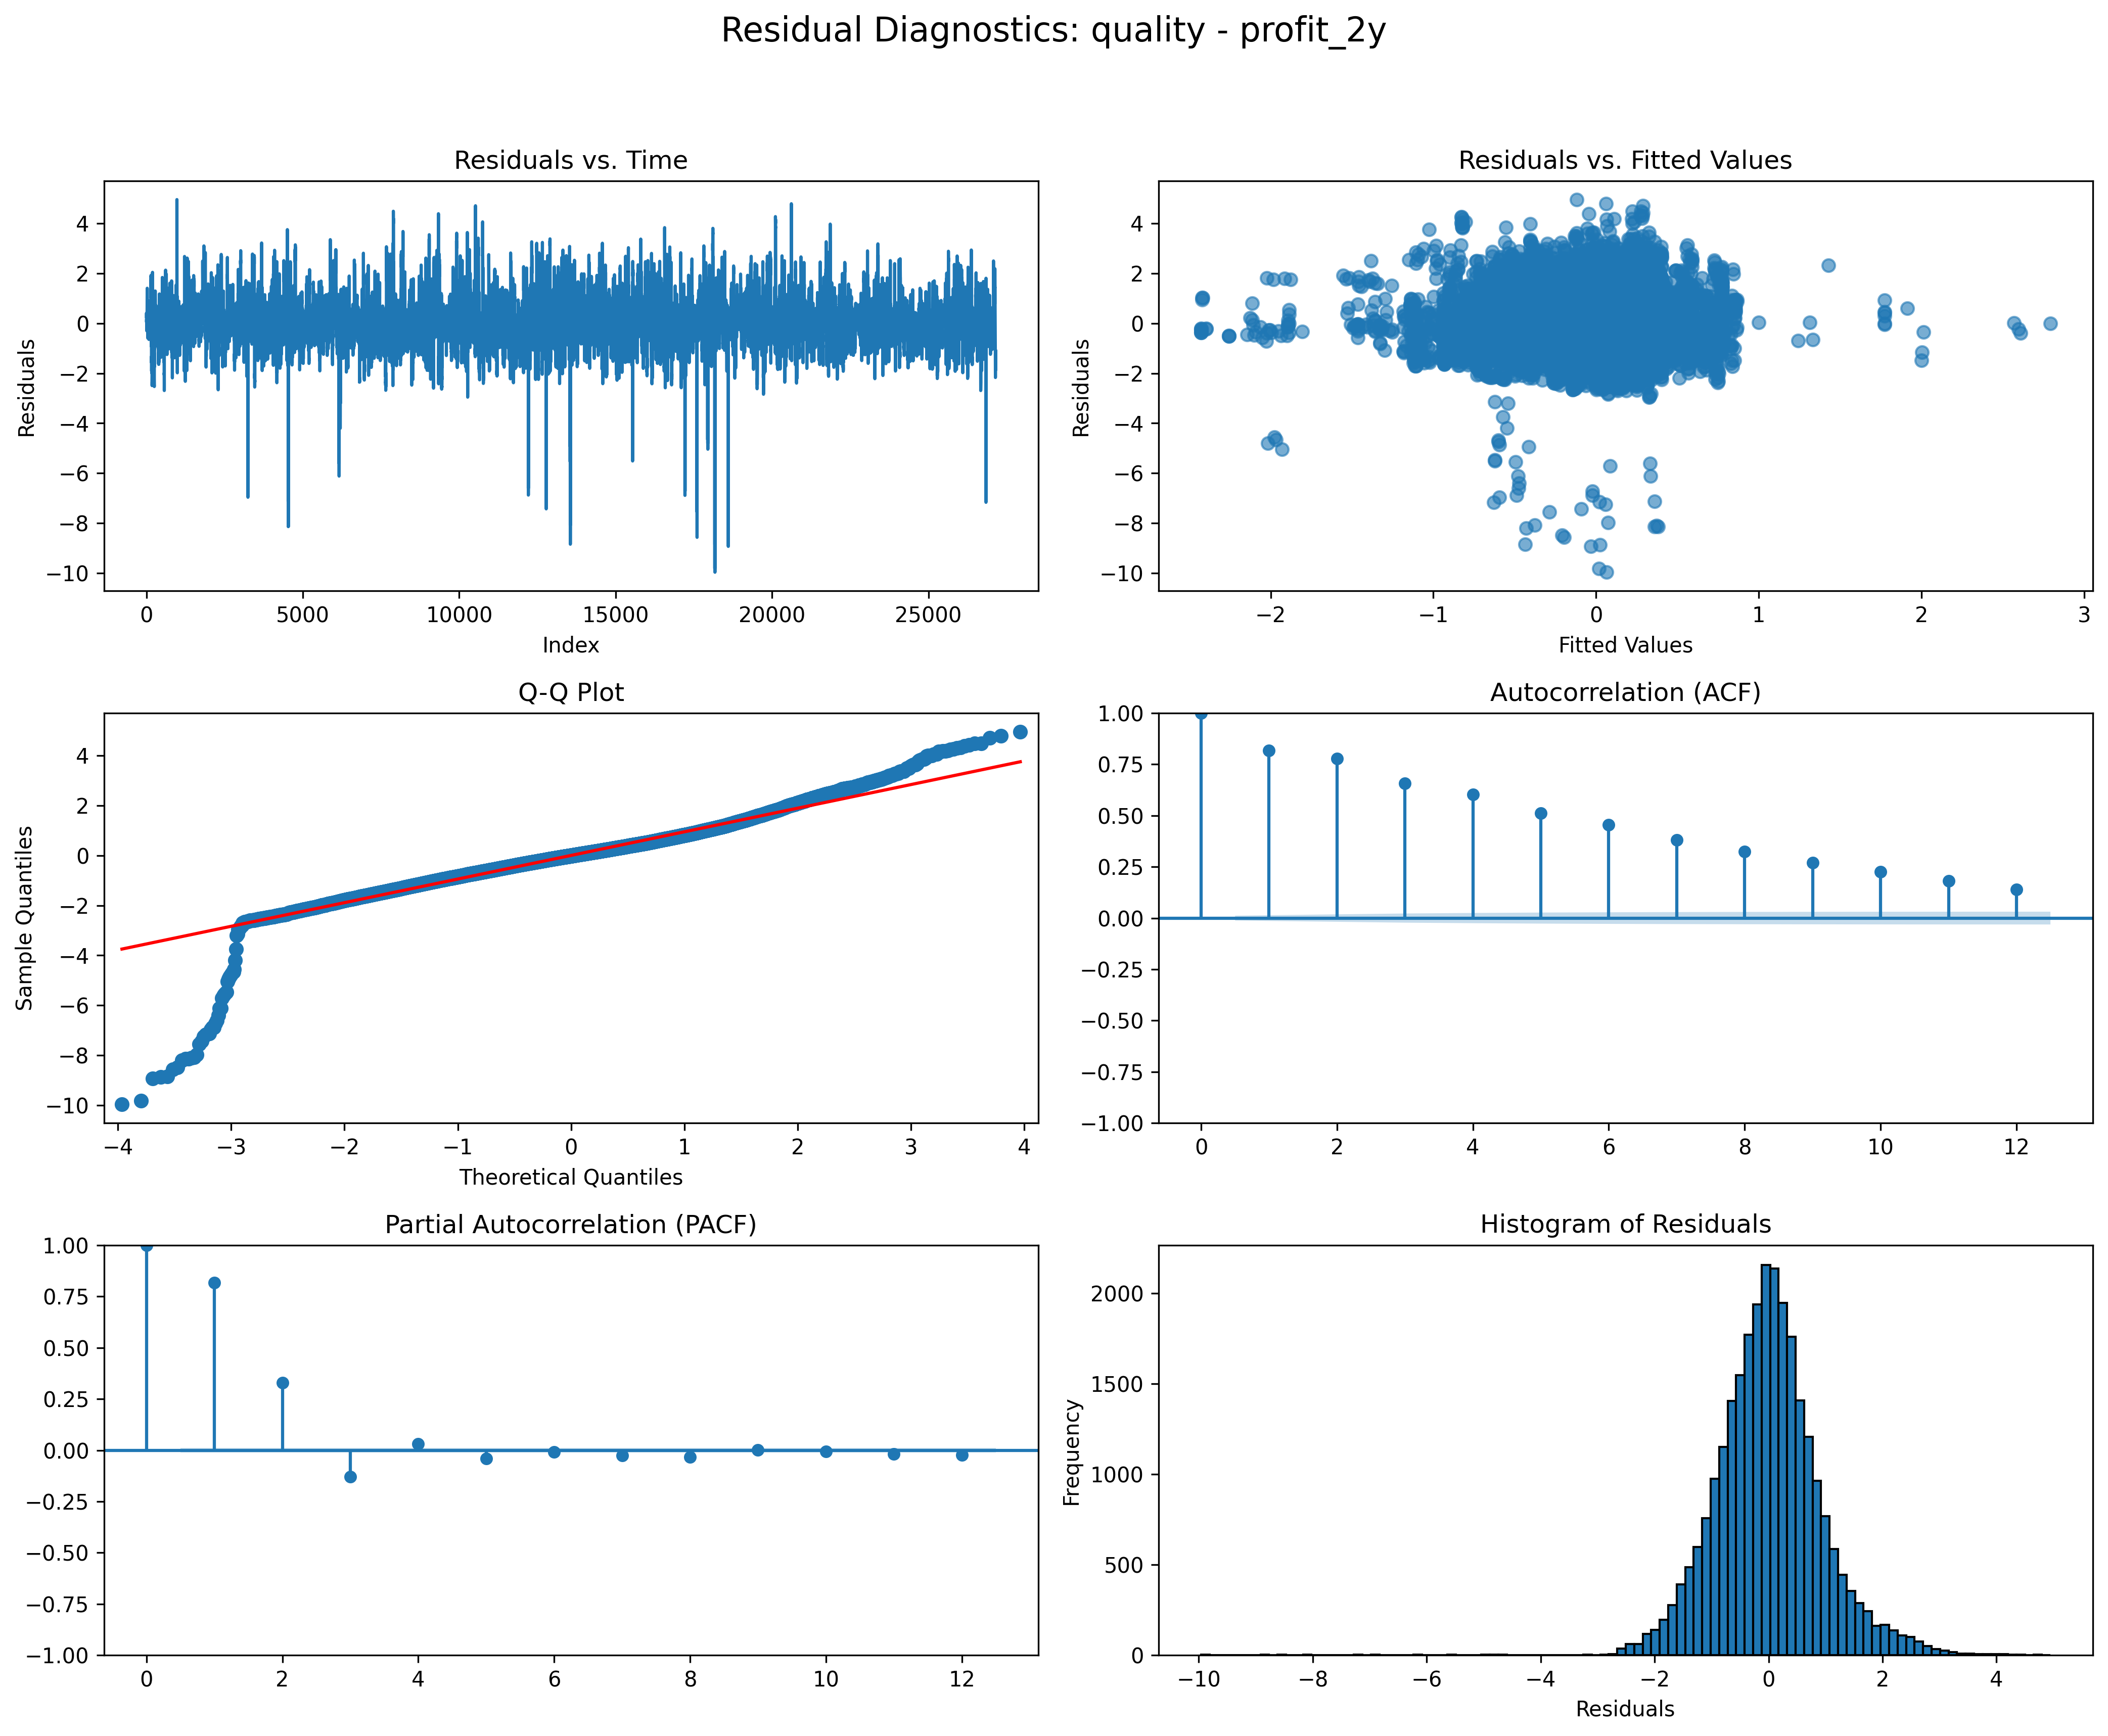 Residual Diagnostics: quality - profit_2y
Residuals vs. Time
Residuals
4
2
0
−2
−4
−6
−8
−10
0 5000 10000 15000 20000 25000
Index
Residuals vs. Fitted Values
Residuals
4
2
0
−2
−4
−6
−8
−10
−2 −1 0 1 2 3
Fitted Values
Q-Q Plot
Sample Quantiles
4
2
0
−2
−4
−6
−8
−10
−4 −3 −2 −1 0 1 2 3 4
Theoretical Quantiles
Autocorrelation (ACF)
1.00
0.75
0.50
0.25
0.00
−0.25
−0.50
−0.75
−1.00
0 2 4 6 8 10 12
Partial Autocorrelation (PACF)
1.00
0.75
0.50
0.25
0.00
−0.25
−0.50
−0.75
−1.00
0 2 4 6 8 10 12
Histogram of Residuals
Frequency
2000
1500
1000
500
0
−10 −8 −6 −4 −2 0 2 4
Residuals